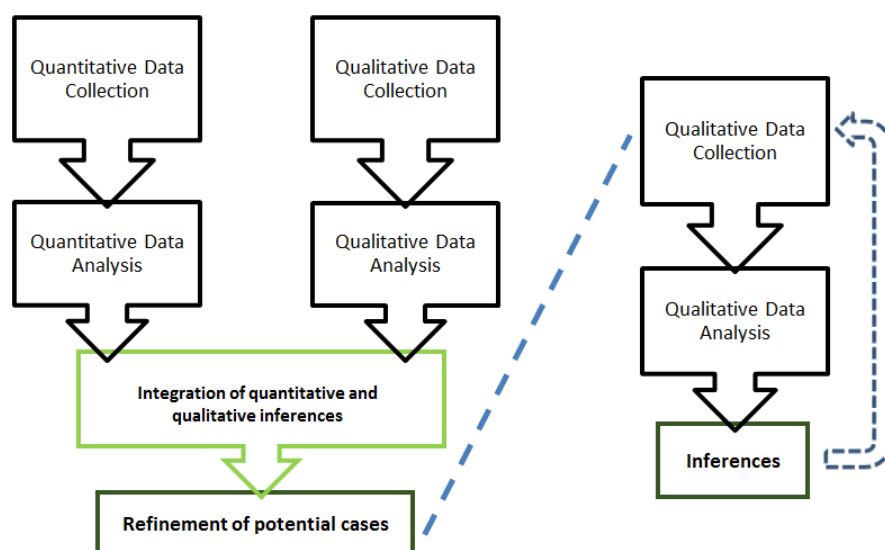 Quantitative Data
Collection
Qualitative Data
Collection
Quantitative Data
Analysis
Qualitative Data
Analysis
Integration of quantitative and
qualitative inferences
Refinement of potential cases
Qualitative Data
Collection
Qualitative Data
Analysis
Inferences